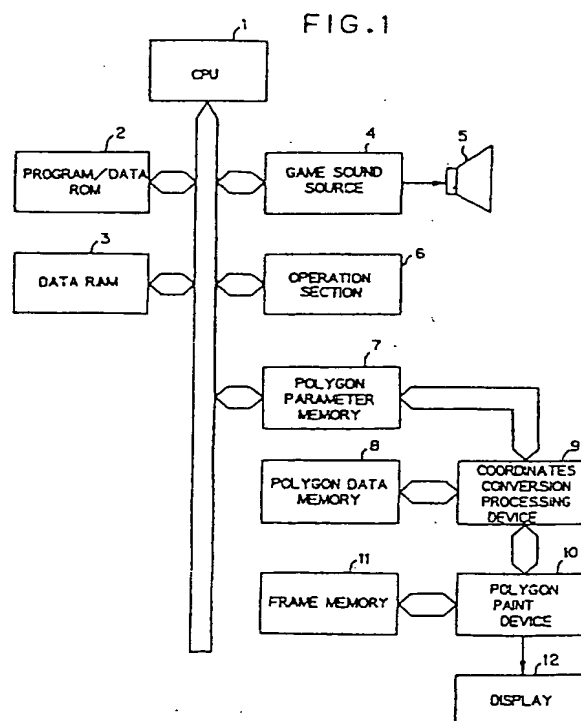 FIG.1
1
CPU
2
PROGRAM/DATA
ROM
4
GAME SOUND
SOURCE
5
3
DATA RAM
6
OPERATION
SECTION
7
POLYGON
PARAMETER
MEMORY
8
POLYGON DATA
MEMORY
9
COORDINATES
CONVERSION
PROCESSING
DEVICE
10
POLYGON
PAINT
DEVICE
11
FRAME MEMORY
12
DISPLAY